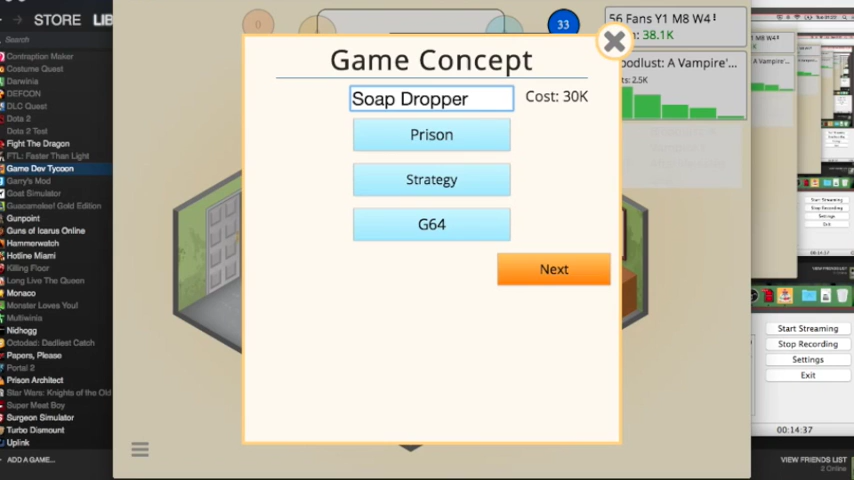 STORE LIB
Search
Contraption Maker
Costume Quest
Darwinia
DEFCON
DLC Quest
Dota 2
Dota 2 Test
Fight The Dragon
FTL: Faster Than Light
Game Dev Tycoon
Garry's Mod
Goat Simulator
Guacamelee! Gold Edition
Gunpoint
Guns of Icarus Online
Hammerwatch
Hotline Miami
Killing Floor
Long Live The Queen
Monaco
Monster Loves You!
Multiwinia
Nidhogg
Octodad: Dadliest Catch
Papers, Please
Portal 2
Prison Architect
Star Wars: Knights of the Old
Super Meat Boy
Surgeon Simulator
Turbo Dismount
Uplink
+ ADD A GAME...
0
33
Game Concept
Soap Dropper
Cost: 30K
Prison
Strategy
G64
Next
56 Fans Y1 M8 W4
38.1K
odlust: A Vampire'...
ts: 2.5K
Start Streaming
Stop Recording
Settings
Exit
00:14:37
VIEW FRIENDS LIST
2 Online